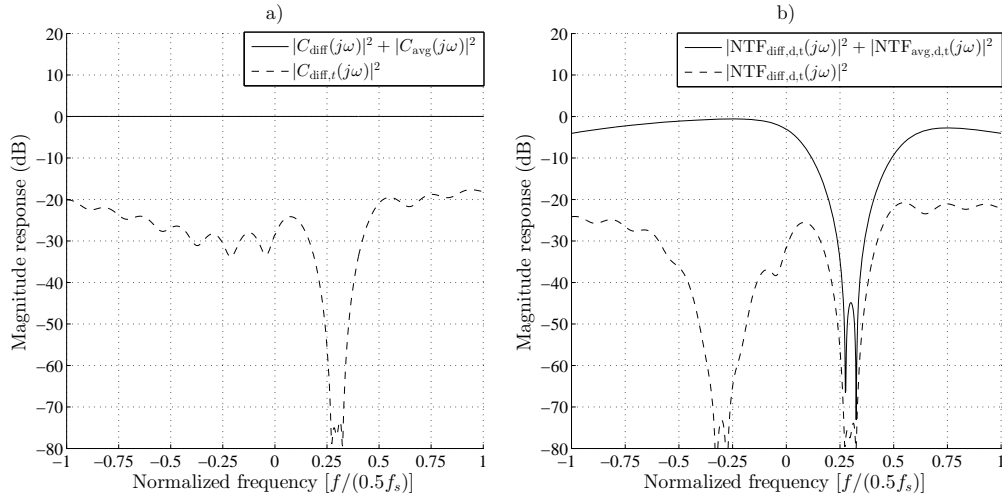 a)
|C_diff(jω)|² + |C_avg(jω)|²
|C_diff,t(jω)|²
20
10
0
−10
−20
−30
−40
−50
−60
−70
−80
−1 −0.75 −0.5 −0.25 0 0.25 0.5 0.75 1
Magnitude response (dB)
Normalized frequency [f/(0.5f_s)]
b)
|NTF_diff,d,t(jω)|² + |NTF_avg,d,t(jω)|²
|NTF_diff,d,t(jω)|²
20
10
0
−10
−20
−30
−40
−50
−60
−70
−80
−1 −0.75 −0.5 −0.25 0 0.25 0.5 0.75 1
Magnitude response (dB)
Normalized frequency [f/(0.5f_s)]